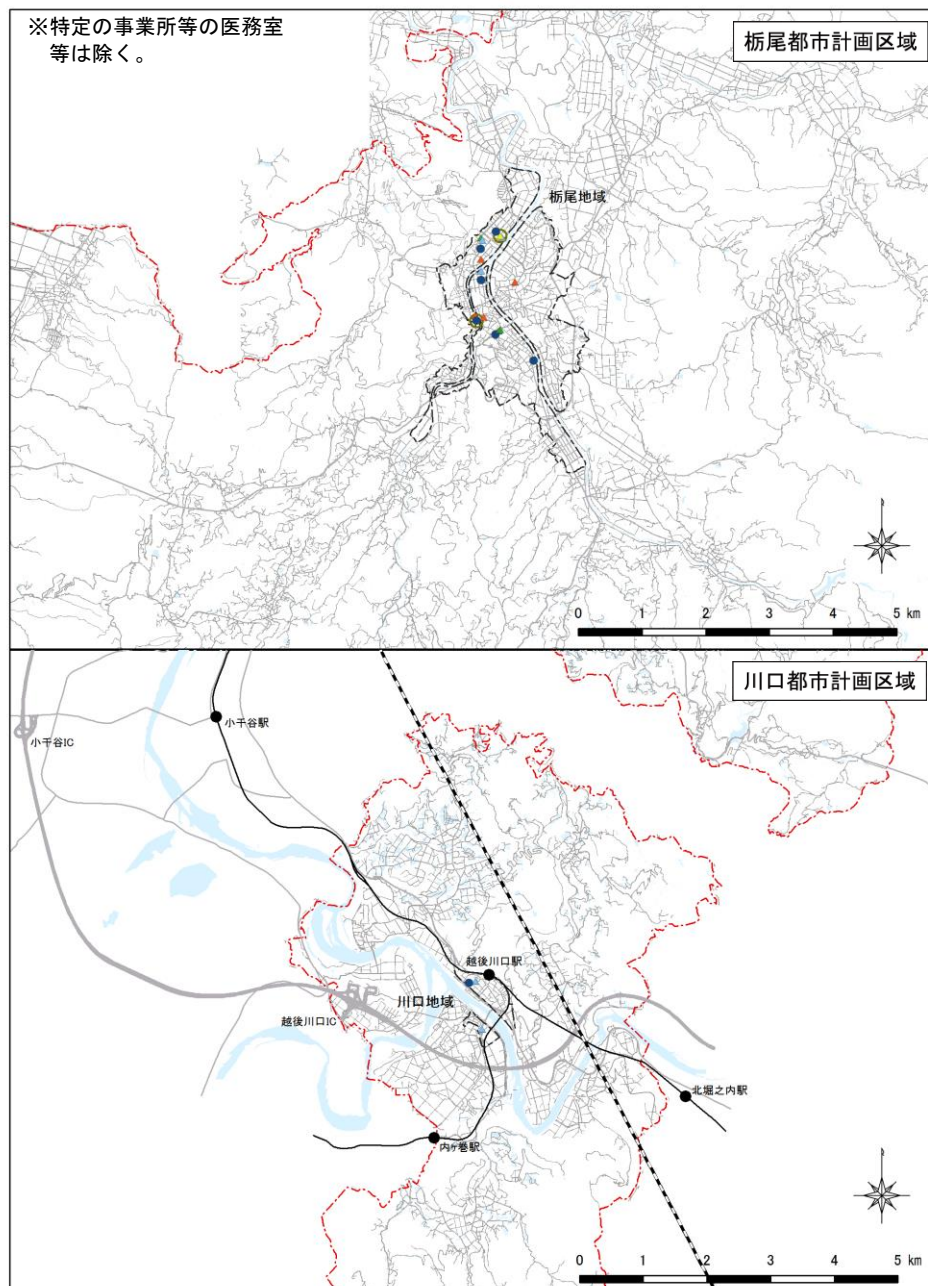 ※特定の事業所等の医務室
等は除く。
栃尾都市計画区域
栃尾地域
0 1 2 3 4 5 km
川口都市計画区域
小千谷駅
小千谷IC
越後川口駅
川口地域
越後川口IC
北堀之内駅
内ヶ巻駅
0 1 2 3 4 5 km